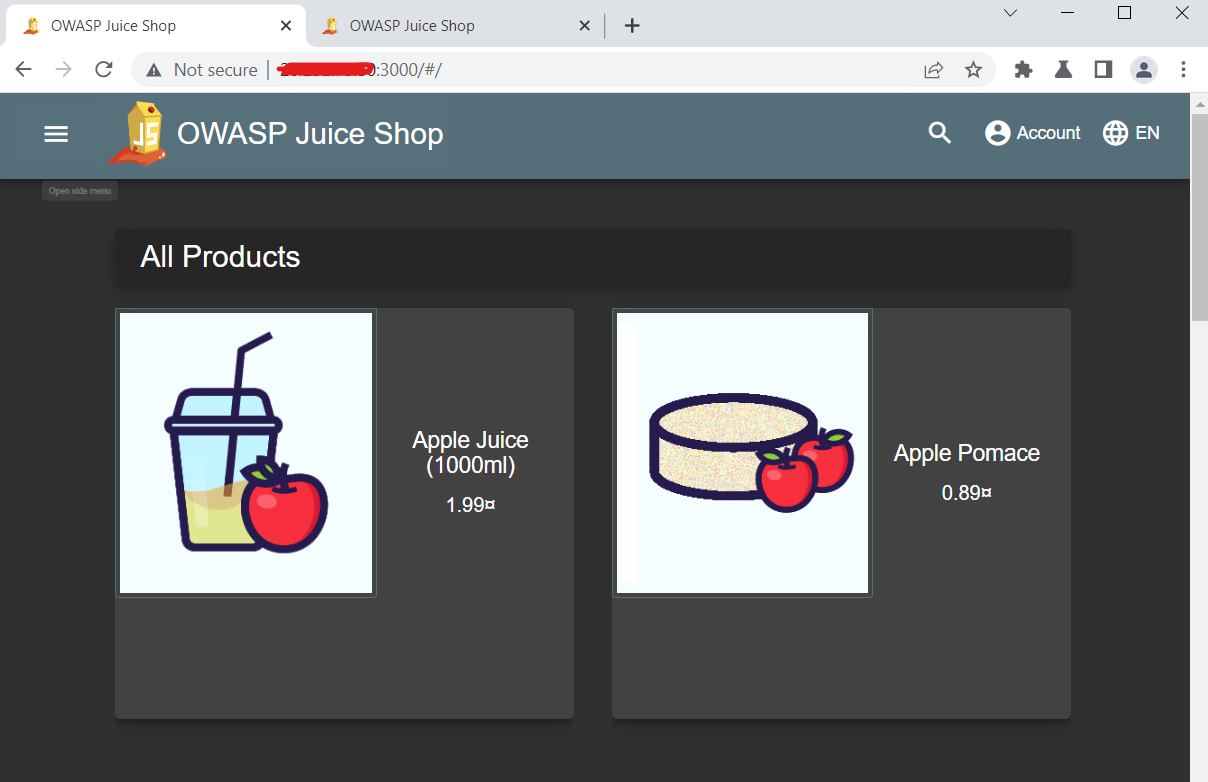 OWASP Juice Shop
OWASP Juice Shop
Not secure | :3000/#/
JS
OWASP Juice Shop
Account
EN
Open side menu
All Products
Apple Juice
(1000ml)
1.99¤
Apple Pomace
0.89¤